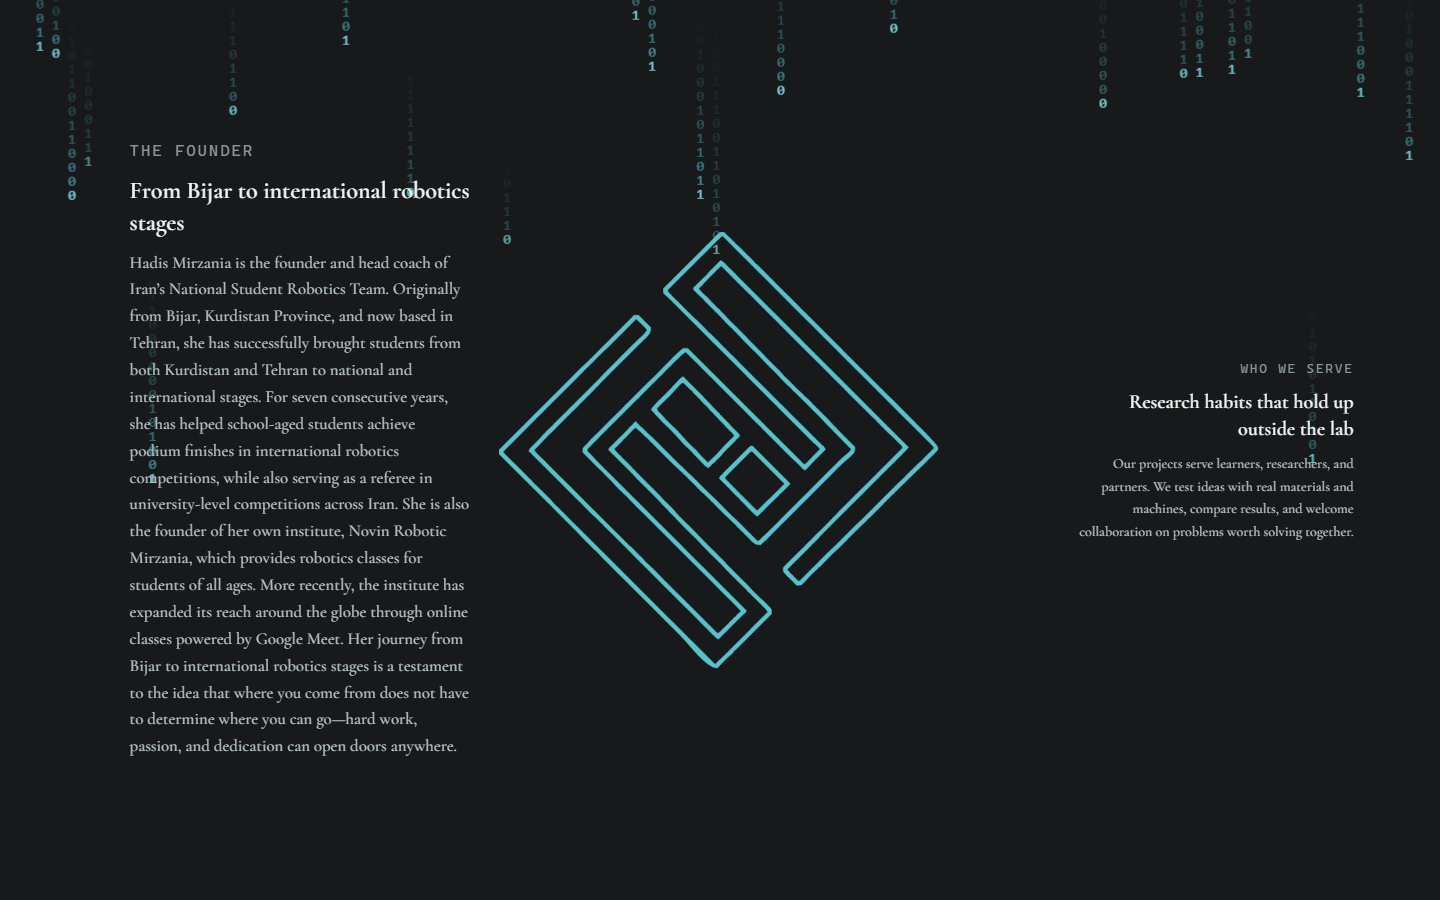 THE FOUNDER
From Bijar to international robotics
stages
Hadis Mirzania is the founder and head coach of
Iran’s National Student Robotics Team. Originally
from Bijar, Kurdistan Province, and now based in
Tehran, she has successfully brought students from
both Kurdistan and Tehran to national and
international stages. For seven consecutive years,
she has helped school-aged students achieve
podium finishes in international robotics
competitions, while also serving as a referee in
university-level competitions across Iran. She is also
the founder of her own institute, Novin Robotic
Mirzania, which provides robotics classes for
students of all ages. More recently, the institute has
expanded its reach around the globe through online
classes powered by Google Meet. Her journey from
Bijar to international robotics stages is a testament
to the idea that where you come from does not have
to determine where you can go—hard work,
passion, and dedication can open doors anywhere.
WHO WE SERVE
Research habits that hold up
outside the lab
Our projects serve learners, researchers, and
partners. We test ideas with real materials and
machines, compare results, and welcome
collaboration on problems worth solving together.